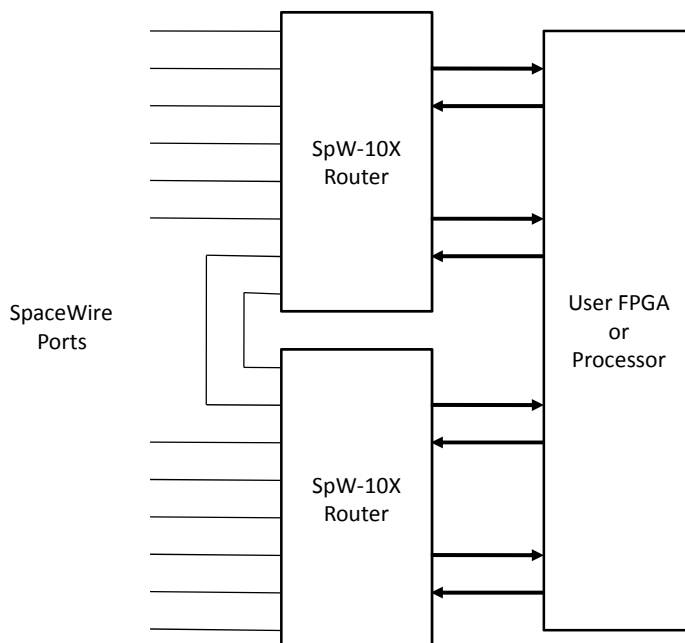 SpW-10X
Router
SpaceWire
Ports
User FPGA
or
Processor
SpW-10X
Router